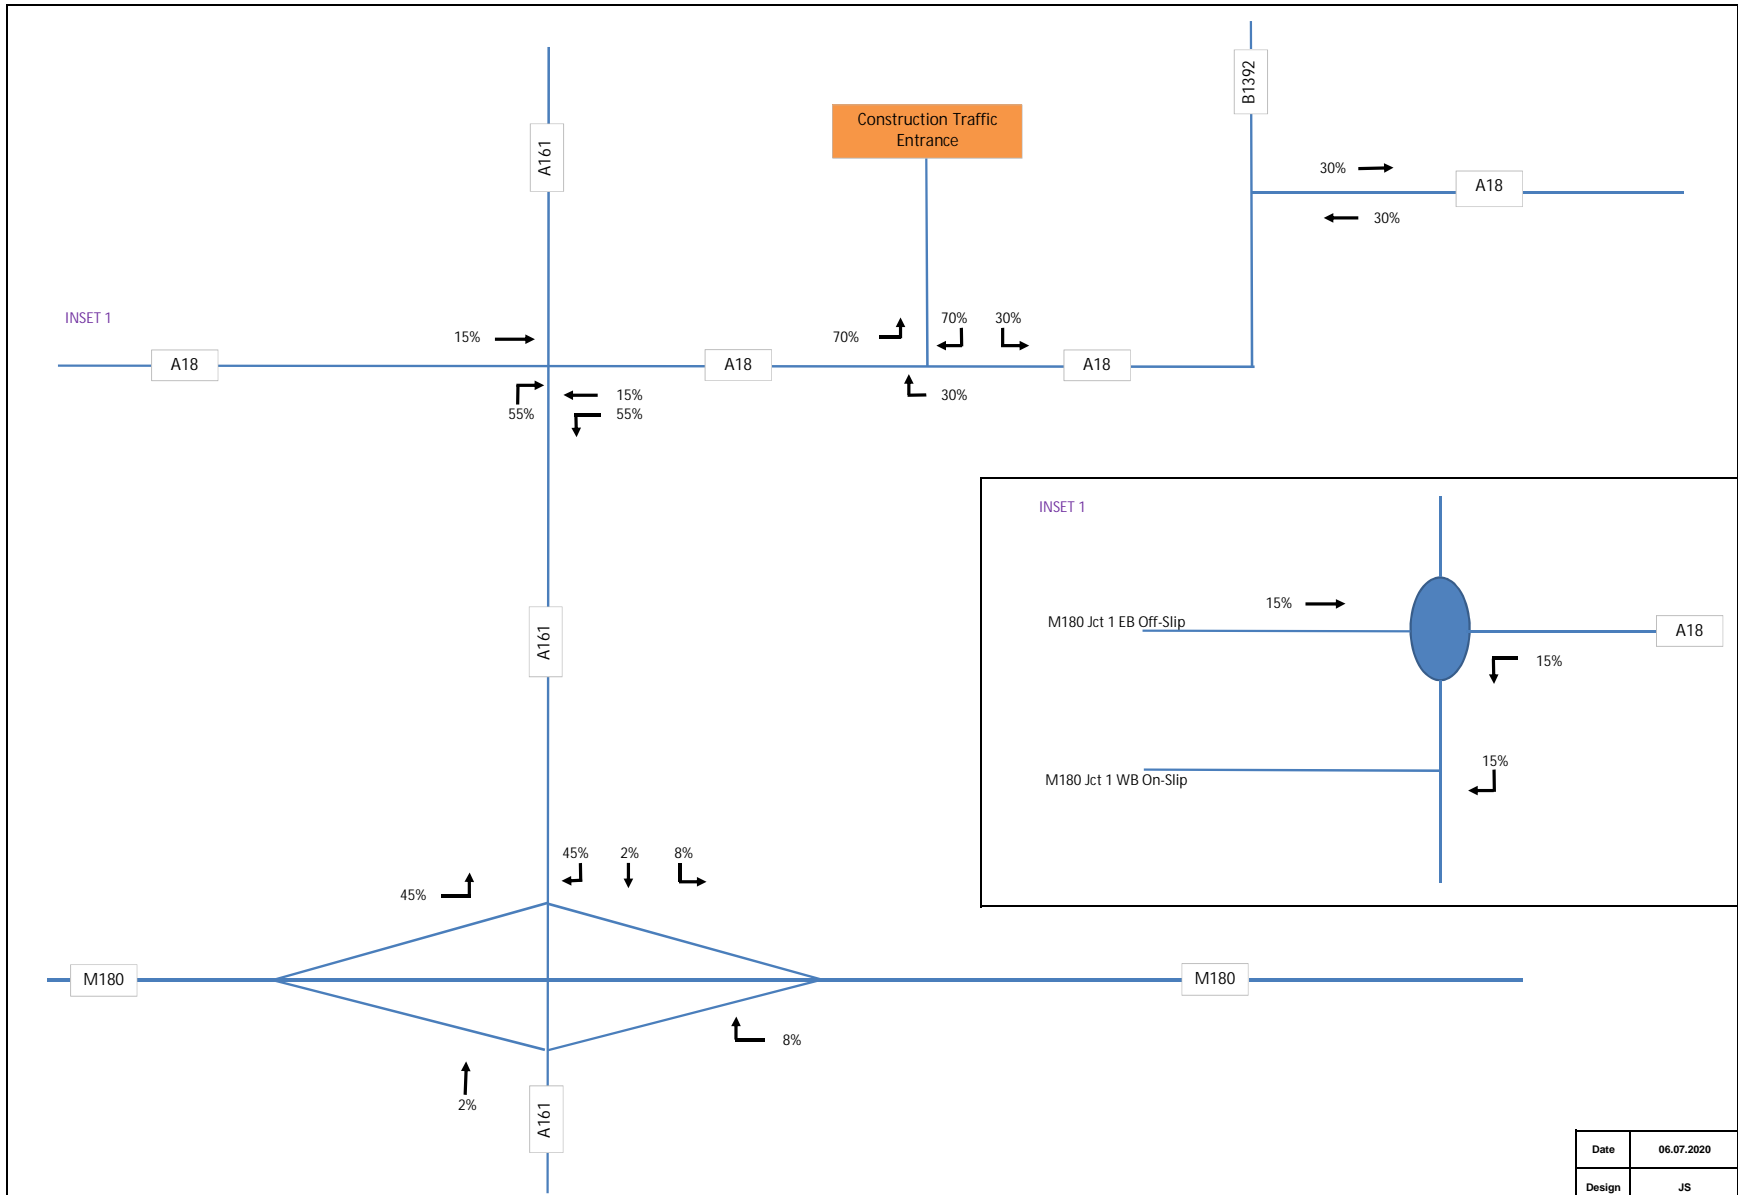 B1392
A161
Construction Traffic
Entrance
30%
A18
30%
INSET 1
15%
70%
70%
30%
A18
A18
A18
55%
15%
55%
30%
INSET 1
15%
M180 Jct 1 EB Off-Slip
A18
15%
A161
M180 Jct 1 WB On-Slip
15%
45%
2%
8%
45%
M180
M180
8%
2%
A161
Date
06.07.2020
Design
JS